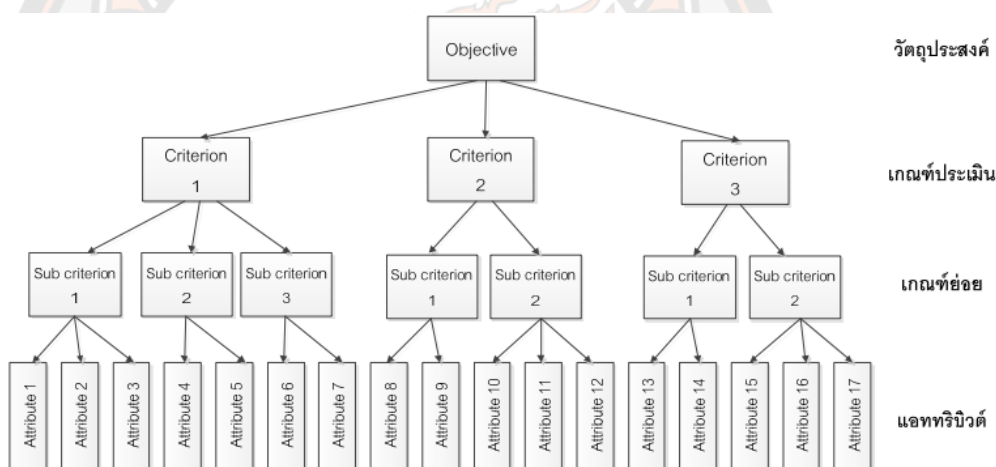 Objective
วัตถุประสงค์
Criterion
1
Criterion
2
Criterion
3
เกณฑ์ประเมิน
Sub criterion
1
Sub criterion
2
Sub criterion
3
Sub criterion
1
Sub criterion
2
Sub criterion
1
Sub criterion
2
เกณฑ์ย่อย
Attribute 1
Attribute 2
Attribute 3
Attribute 4
Attribute 5
Attribute 6
Attribute 7
Attribute 8
Attribute 9
Attribute 10
Attribute 11
Attribute 12
Attribute 13
Attribute 14
Attribute 15
Attribute 16
Attribute 17
แอททริบิวต์